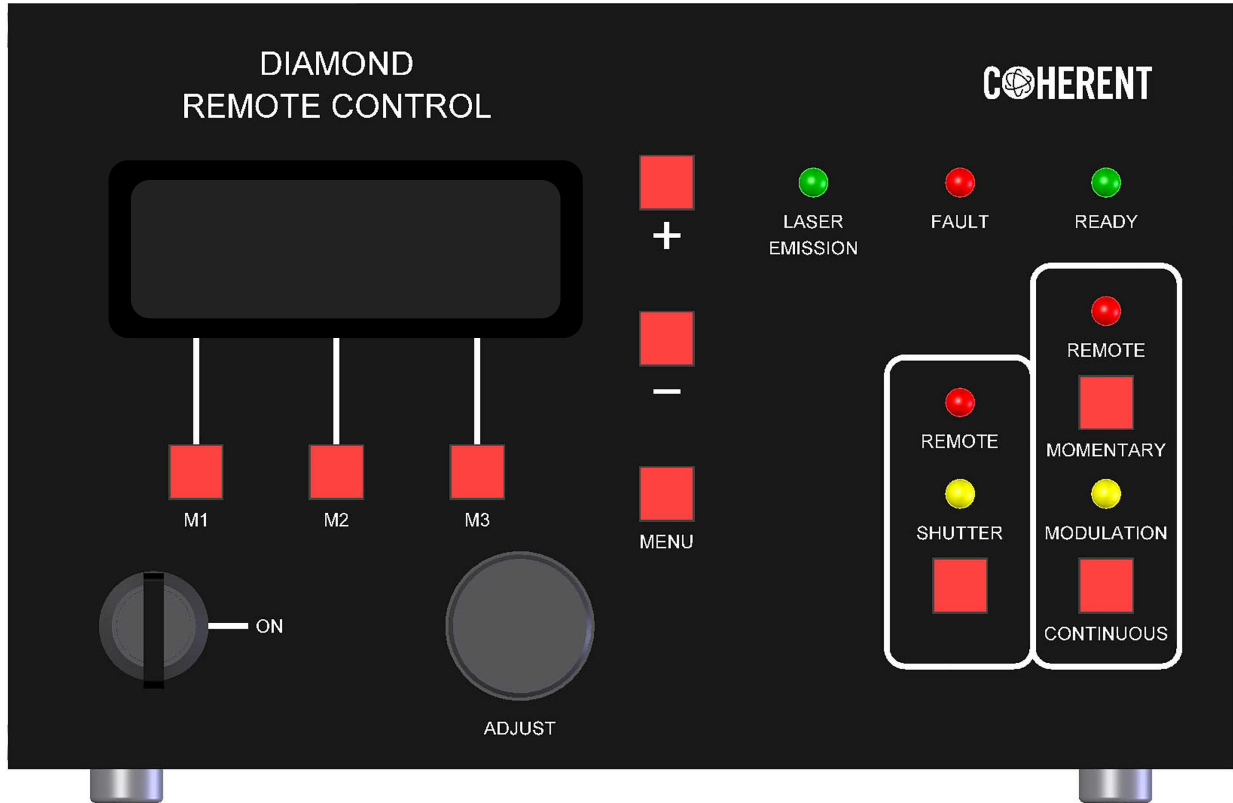 DIAMOND
REMOTE CONTROL
COHERENT
+
LASER
EMISSION
FAULT
READY
−
REMOTE
MOMENTARY
REMOTE
M1
M2
M3
MENU
SHUTTER
MODULATION
ON
CONTINUOUS
ADJUST